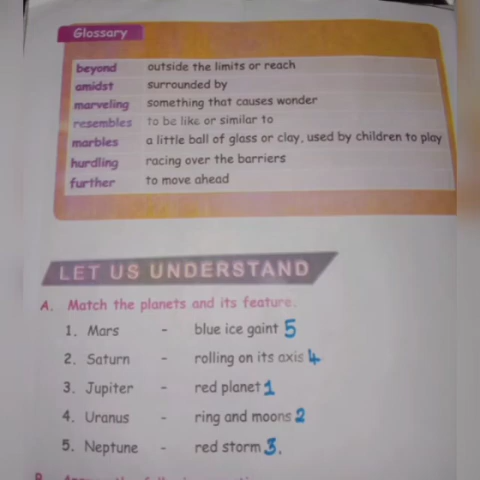 Glossary
beyond outside the limits or reach
amidst surrounded by
marveling something that causes wonder
resembles to be like or similar to
marbles a little ball of glass or clay, used by children to play
hurdling racing over the barriers
further to move ahead
LET US UNDERSTAND
A. Match the planets and its feature.
1. Mars - blue ice gaint 5
2. Saturn - rolling on its axis 4
3. Jupiter - red planet 1
4. Uranus - ring and moons 2
5. Neptune - red storm 3.